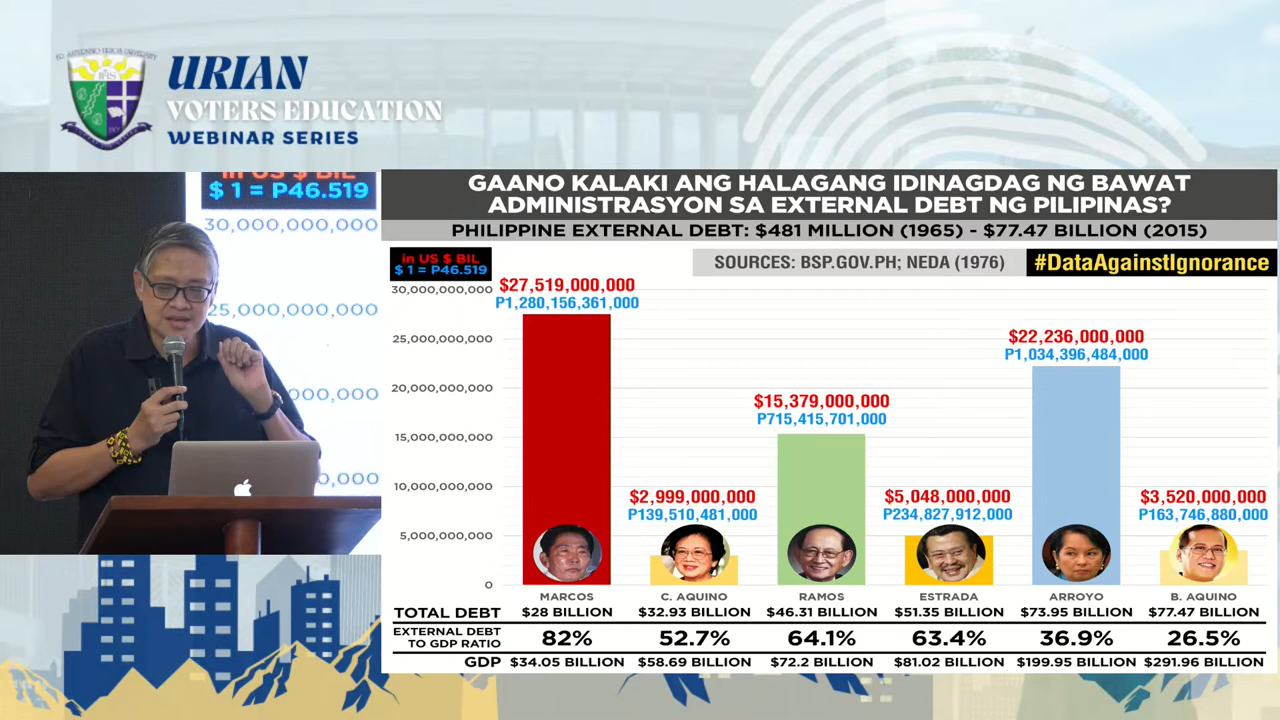 URIAN
VOTERS EDUCATION
WEBINAR SERIES
IHS
in US $ BIL
$ 1 = P46.519
30,000,000,000
25,000,000,000
GAANO KALAKI ANG HALAGANG IDINAGDAG NG BAWAT
ADMINISTRASYON SA EXTERNAL DEBT NG PILIPINAS?
PHILIPPINE EXTERNAL DEBT: $481 MILLION (1965) - $77.47 BILLION (2015)
in US $ BIL
$ 1 = P46.519
SOURCES: BSP.GOV.PH; NEDA (1976)
#DataAgainstIgnorance
30,000,000,000
25,000,000,000
20,000,000,000
15,000,000,000
10,000,000,000
5,000,000,000
0
$27,519,000,000
P1,280,156,361,000
$2,999,000,000
P139,510,481,000
$15,379,000,000
P715,415,701,000
$5,048,000,000
P234,827,912,000
$22,236,000,000
P1,034,396,484,000
$3,520,000,000
P163,746,880,000
MARCOS C. AQUINO RAMOS ESTRADA ARROYO B. AQUINO
TOTAL DEBT $28 BILLION $32.93 BILLION $46.31 BILLION $51.35 BILLION $73.95 BILLION $77.47 BILLION
EXTERNAL DEBT
TO GDP RATIO 82% 52.7% 64.1% 63.4% 36.9% 26.5%
GDP $34.05 BILLION $58.69 BILLION $72.2 BILLION $81.02 BILLION $199.95 BILLION $291.96 BILLION